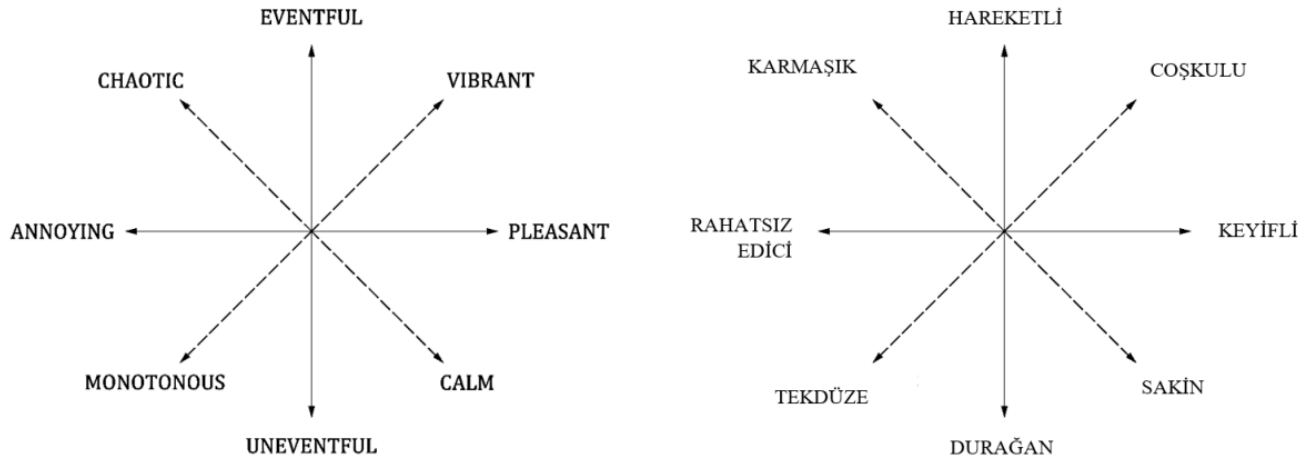 EVENTFUL
CHAOTIC
VIBRANT
ANNOYING
PLEASANT
MONOTONOUS
CALM
UNEVENTFUL
HAREKETLİ
KARMAŞIK
COŞKULU
RAHATSIZ
EDİCİ
KEYİFLİ
TEKDÜZE
SAKİN
DURAĞAN